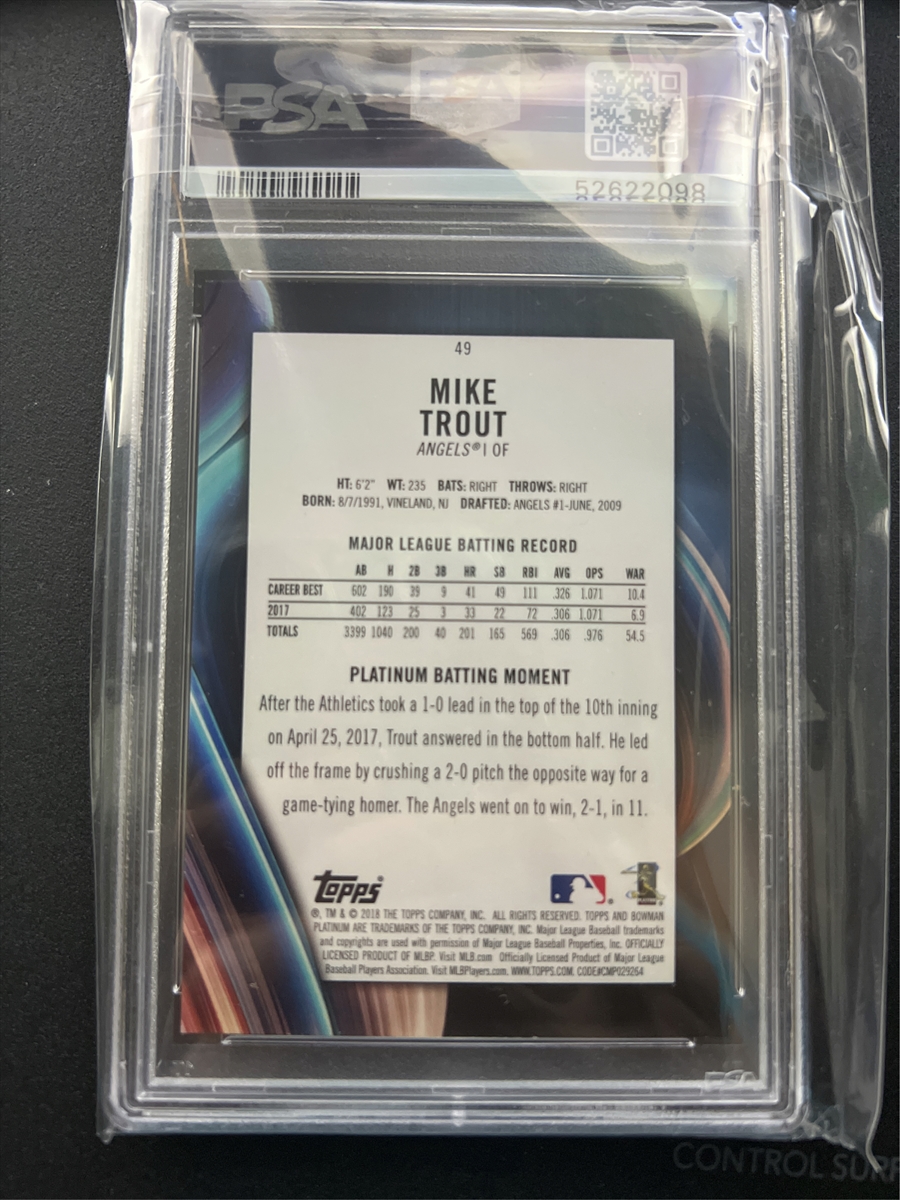 PSA
52622098
49
MIKE
TROUT
ANGELS® | OF
HT: 6'2" WT: 235 BATS: RIGHT THROWS: RIGHT
BORN: 8/7/1991, VINELAND, NJ DRAFTED: ANGELS #1-JUNE, 2009
MAJOR LEAGUE BATTING RECORD
AB H 2B 3B HR SB RBI AVG OPS WAR
CAREER BEST 602 190 39 9 41 49 111 .326 1.071 10.4
2017 402 123 25 3 33 22 72 .306 1.071 6.9
TOTALS 3399 1040 200 40 201 165 569 .306 .976 54.5
PLATINUM BATTING MOMENT
After the Athletics took a 1-0 lead in the top of the 10th inning
on April 25, 2017, Trout answered in the bottom half. He led
off the frame by crushing a 2-0 pitch the opposite way for a
game-tying homer. The Angels went on to win, 2-1, in 11.
Topps®
®, TM & © 2018 THE TOPPS COMPANY, INC. ALL RIGHTS RESERVED. TOPPS AND BOWMAN
PLATINUM ARE TRADEMARKS OF THE TOPPS COMPANY, INC. Major League Baseball trademarks
and copyrights are used with permission of Major League Baseball Properties, Inc. OFFICIALLY
LICENSED PRODUCT OF MLBP. Visit MLB.com Officially Licensed Product of Major League
Baseball Players Association. Visit MLBPlayers.com. WWW.TOPPS.COM. CODE#CMP029264
PSA
CONTROL SURF